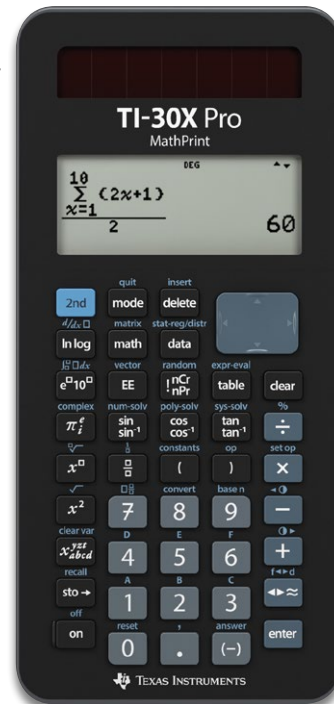 TI-30X Pro
MathPrint
DEG
10
Σ (2x+1)
x=1
2
60
quit insert
2nd mode delete
d/dx□ matrix stat-reg/distr
ln log math data
∫□dx vector random expr-eval
e□10□ EE !nCr nPr table clear
complex num-solv poly-solv sys-solv %
π e i sin sin-1 cos cos-1 tan tan-1 ÷
constants op set op
x□ ( ) ×
√ convert base n
x² 7 8 9 −
clear var D E F
x yzt abcd 4 5 6 +
recall A B C f◂▸d
sto→ 1 2 3 ◂▸≈
off reset , answer
on 0 . (−) enter
TEXAS INSTRUMENTS